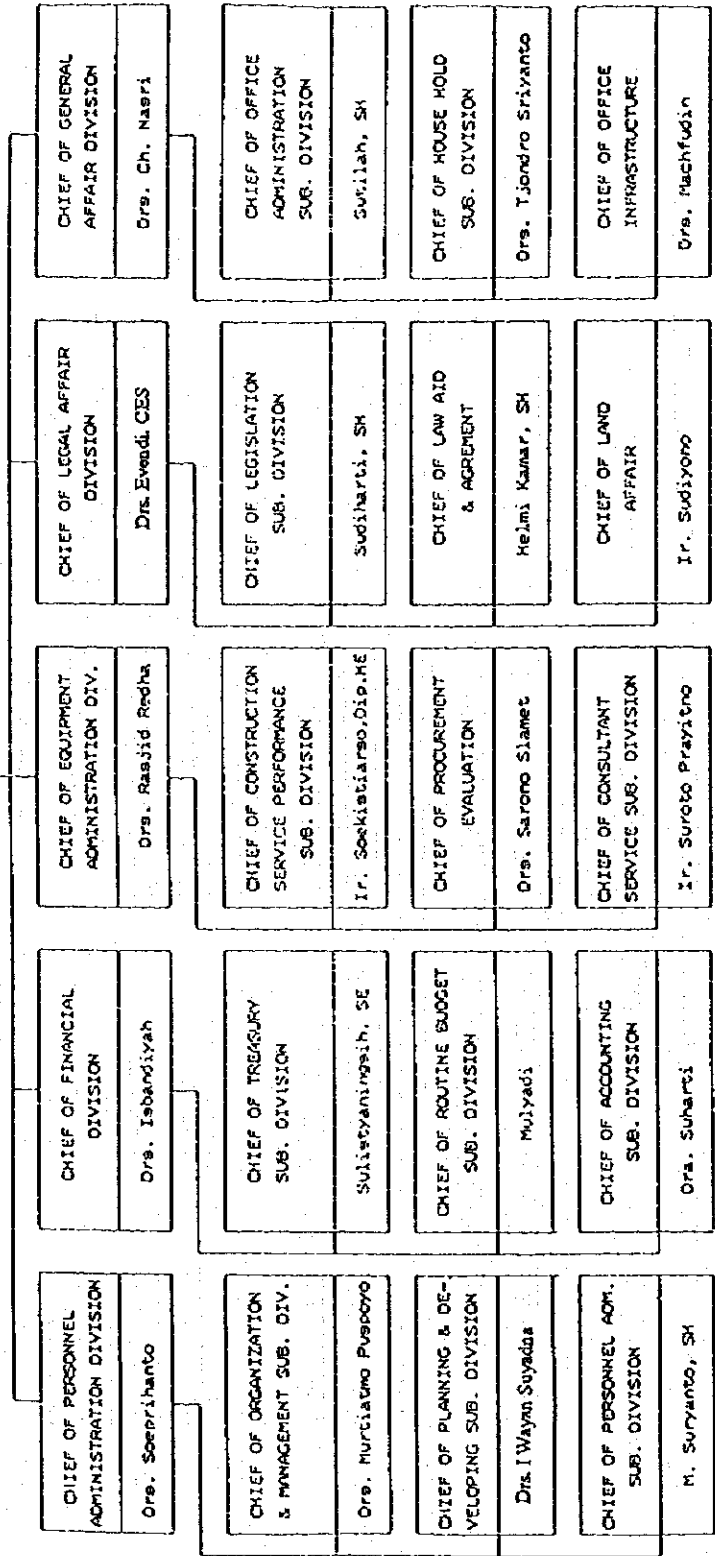 CHIEF OF PERSONNEL
ADMINISTRATION DIVISION
Drs. Soeprihanto
CHIEF OF ORGANIZATION
& MANAGEMENT SUB. DIV.
Drs. Murtiatmo Puspoyo
CHIEF OF PLANNING & DE-
VELOPING SUB. DIVISION
Drs. I Wayan Suyadna
CHIEF OF PERSONNEL ADM.
SUB. DIVISION
M. Suryanto, SH
CHIEF OF FINANCIAL
DIVISION
Drs. Isbandiyah
CHIEF OF TREASURY
SUB. DIVISION
Sulistyaningsih, SE
CHIEF OF ROUTINE BUDGET
SUB. DIVISION
Mulyadi
CHIEF OF ACCOUNTING
SUB. DIVISION
Dra. Suharti
CHIEF OF EQUIPMENT
ADMINISTRATION DIV.
Drs. Rasjid Redha
CHIEF OF CONSTRUCTION
SERVICE PERFORMANCE
SUB. DIVISION
Ir. Soekistiarso,Dip.HE
CHIEF OF PROCUREMENT
EVALUATION
Drs. Sarono Slamet
CHIEF OF CONSULTANT
SERVICE SUB. DIVISION
Ir. Suroto Prayitno
CHIEF OF LEGAL AFFAIR
DIVISION
Drs. Evendi. CES
CHIEF OF LEGISLATION
SUB. DIVISION
Sudiharti, SH
CHIEF OF LAW AID
& AGREMENT
Helmi Kamar, SH
CHIEF OF LAND
AFFAIR
Ir. Sudiyono
CHIEF OF GENERAL
AFFAIR DIVISION
Drs. Ch. Nasri
CHIEF OF OFFICE
ADMINISTRATION
SUB. DIVISION
Sutilah, SH
CHIEF OF HOUSE HOLD
SUB. DIVISION
Drs. Tjondro Sriyanto
CHIEF OF OFFICE
INFRASTRUCTURE
Drs. Machfudin